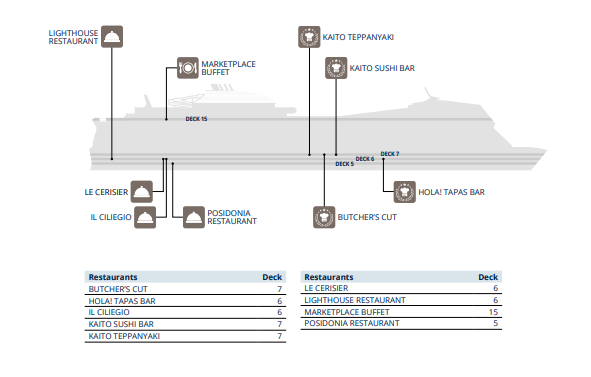 LIGHTHOUSE
RESTAURANT
KAITO TEPPANYAKI
MARKETPLACE
BUFFET
KAITO SUSHI BAR
DECK 15
DECK 7
DECK 6
DECK 5
LE CERISIER
HOLA! TAPAS BAR
IL CILIEGIO
POSIDONIA
RESTAURANT
BUTCHER'S CUT
Restaurants Deck
BUTCHER'S CUT 7
HOLA! TAPAS BAR 6
IL CILIEGIO 6
KAITO SUSHI BAR 7
KAITO TEPPANYAKI 7
Restaurants Deck
LE CERISIER 6
LIGHTHOUSE RESTAURANT 6
MARKETPLACE BUFFET 15
POSIDONIA RESTAURANT 5